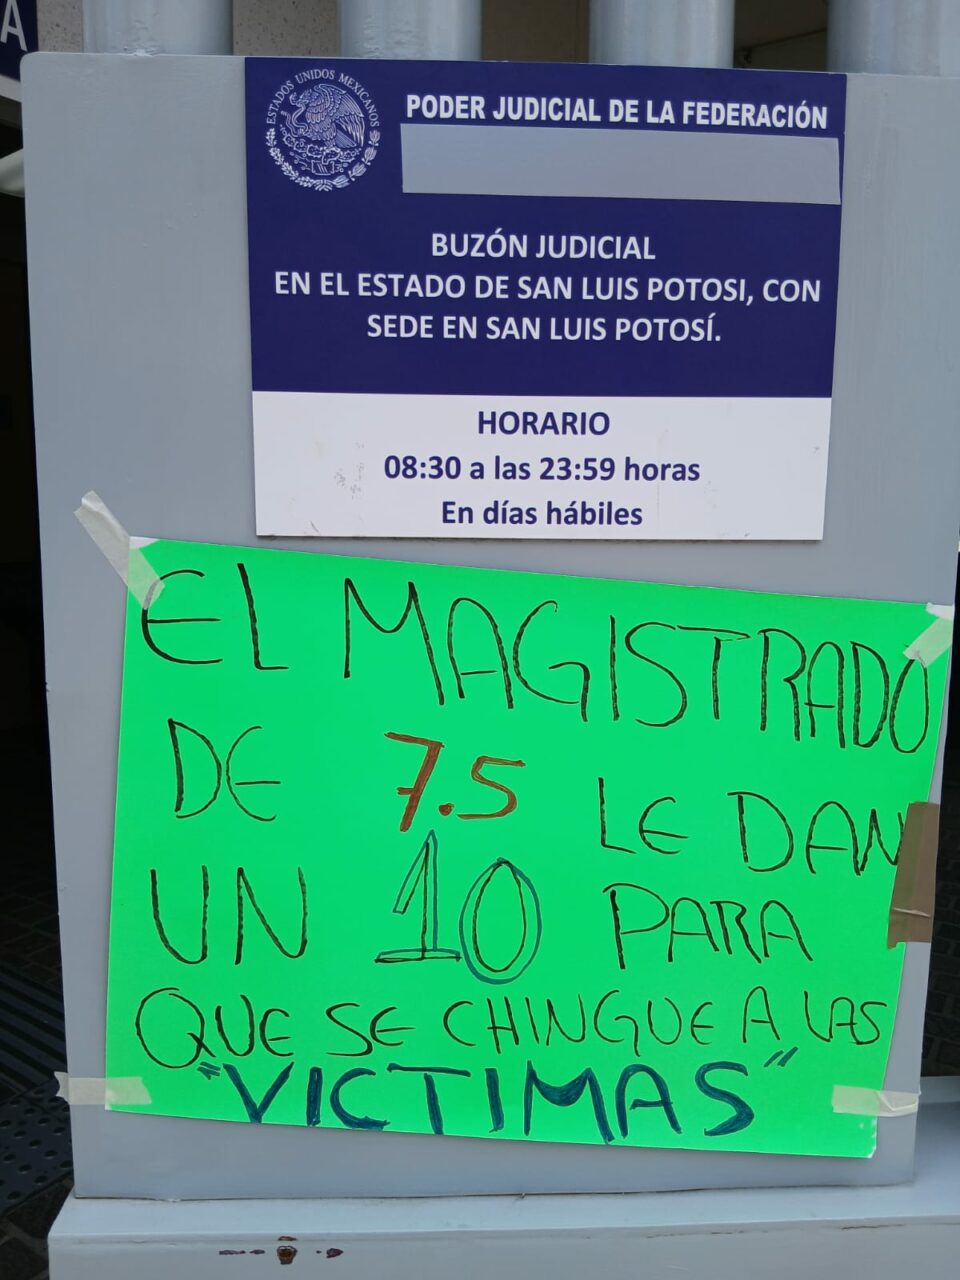 A
ESTADOS UNIDOS MEXICANOS
PODER JUDICIAL DE LA FEDERACIÓN
BUZÓN JUDICIAL
EN EL ESTADO DE SAN LUIS POTOSI, CON
SEDE EN SAN LUIS POTOSÍ.
HORARIO
08:30 a las 23:59 horas
En días hábiles
EL MAGISTRADO
DE 7.5 LE DAN
UN 10 PARA
QUE SE CHINGUE A LAS
"VICTIMAS"